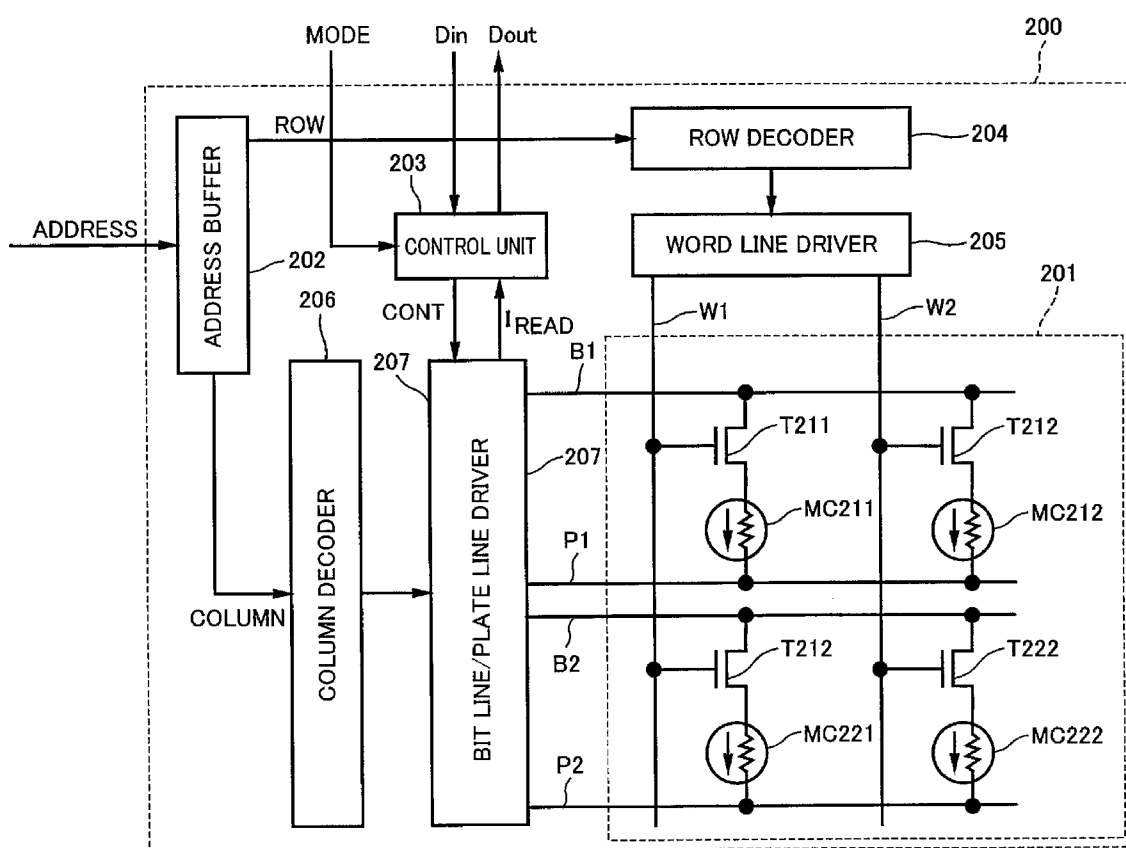 MODE
Din
Dout
200
ROW
ROW DECODER
204
203
ADDRESS
ADDRESS BUFFER
202
CONTROL UNIT
WORD LINE DRIVER
205
206
CONT
I READ
W1
W2
201
207
B1
T211
T212
207
MC211
MC212
P1
COLUMN
COLUMN DECODER
BIT LINE/PLATE LINE DRIVER
B2
T212
T222
MC221
MC222
P2